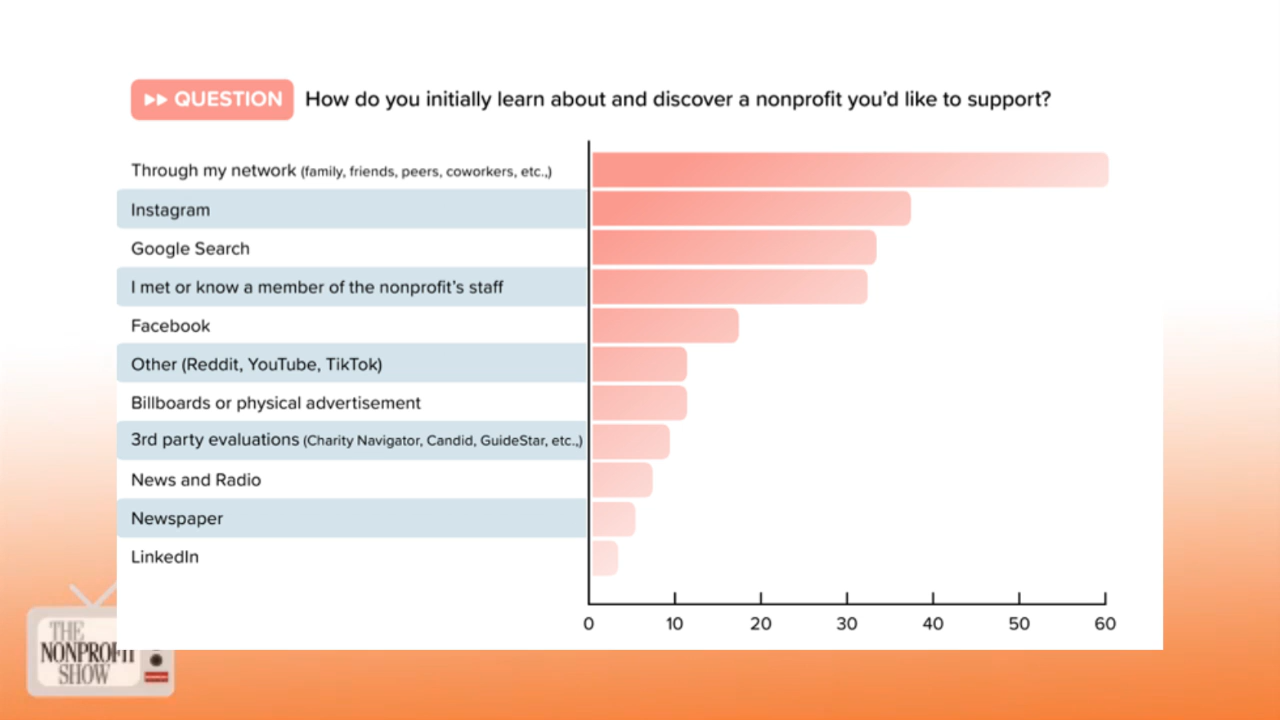 QUESTION How do you initially learn about and discover a nonprofit you'd like to support?
Through my network (family, friends, peers, coworkers, etc.,)
Instagram
Google Search
I met or know a member of the nonprofit's staff
Facebook
Other (Reddit, YouTube, TikTok)
Billboards or physical advertisement
3rd party evaluations (Charity Navigator, Candid, GuideStar, etc.,)
News and Radio
Newspaper
LinkedIn
0 10 20 30 40 50 60
THE
NONPROFIT
SHOW